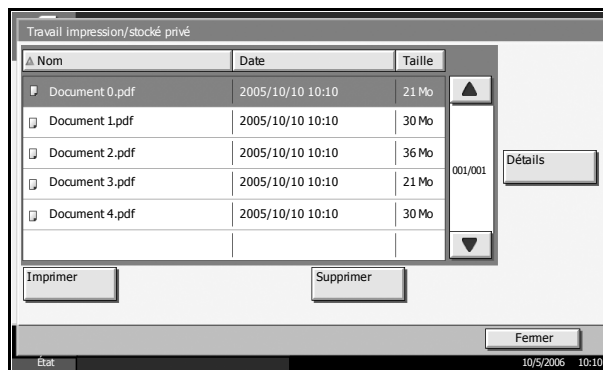 Travail impression/stocké privé
Nom Date Taille
Document 0.pdf 2005/10/10 10:10 21 Mo
Document 1.pdf 2005/10/10 10:10 30 Mo
Document 2.pdf 2005/10/10 10:10 36 Mo
Document 3.pdf 2005/10/10 10:10 21 Mo
Document 4.pdf 2005/10/10 10:10 30 Mo
001/001
Détails
Imprimer Supprimer
Fermer
État 10/5/2006 10:10